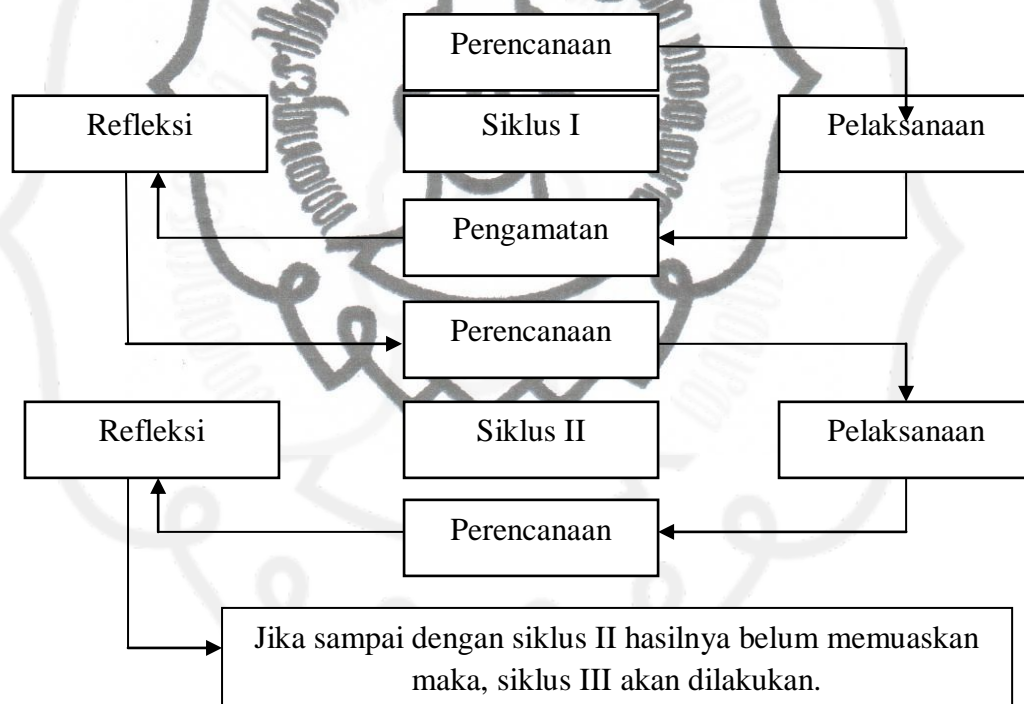 Perencanaan
Refleksi
Siklus I
Pelaksanaan
Pengamatan
Perencanaan
Refleksi
Siklus II
Pelaksanaan
Perencanaan
Jika sampai dengan siklus II hasilnya belum memuaskan
maka, siklus III akan dilakukan.